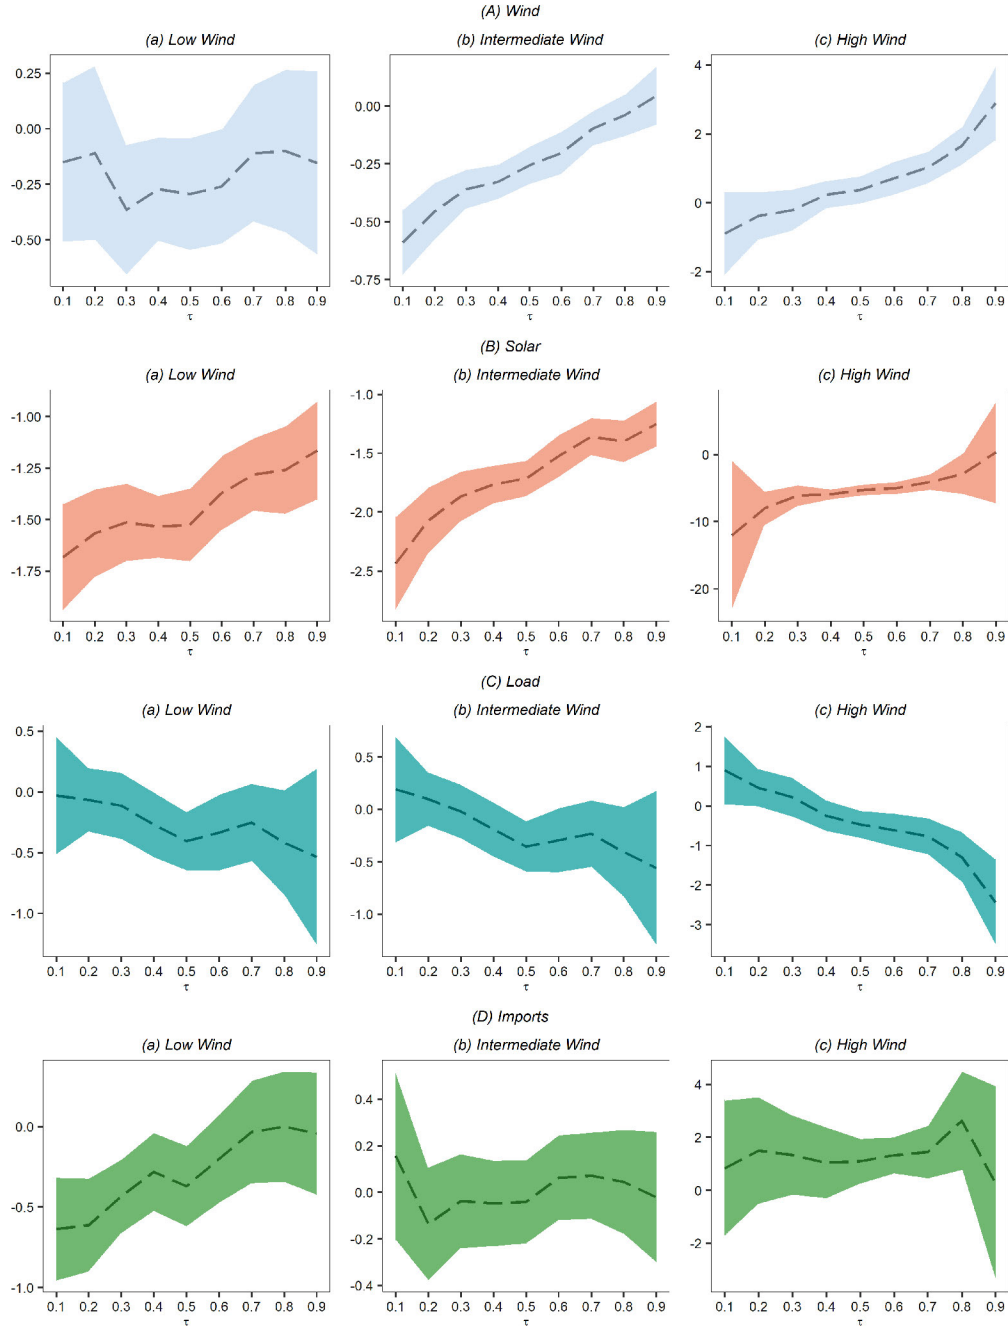 (A) Wind
(a) Low Wind (b) Intermediate Wind (c) High Wind
0.25
0.00
-0.25
-0.50
0.1 0.2 0.3 0.4 0.5 0.6 0.7 0.8 0.9
τ
0.00
-0.25
-0.50
-0.75
0.1 0.2 0.3 0.4 0.5 0.6 0.7 0.8 0.9
τ
4
2
0
-2
0.1 0.2 0.3 0.4 0.5 0.6 0.7 0.8 0.9
τ
(B) Solar
(a) Low Wind (b) Intermediate Wind (c) High Wind
-1.00
-1.25
-1.50
-1.75
0.1 0.2 0.3 0.4 0.5 0.6 0.7 0.8 0.9
τ
-1.0
-1.5
-2.0
-2.5
0.1 0.2 0.3 0.4 0.5 0.6 0.7 0.8 0.9
τ
0
-10
-20
0.1 0.2 0.3 0.4 0.5 0.6 0.7 0.8 0.9
τ
(C) Load
(a) Low Wind (b) Intermediate Wind (c) High Wind
0.5
0.0
-0.5
-1.0
0.1 0.2 0.3 0.4 0.5 0.6 0.7 0.8 0.9
τ
0.5
0.0
-0.5
-1.0
0.1 0.2 0.3 0.4 0.5 0.6 0.7 0.8 0.9
τ
2
1
0
-1
-2
-3
0.1 0.2 0.3 0.4 0.5 0.6 0.7 0.8 0.9
τ
(D) Imports
(a) Low Wind (b) Intermediate Wind (c) High Wind
0.0
-0.5
-1.0
0.1 0.2 0.3 0.4 0.5 0.6 0.7 0.8 0.9
τ
0.4
0.2
0.0
-0.2
-0.4
0.1 0.2 0.3 0.4 0.5 0.6 0.7 0.8 0.9
τ
4
2
0
-2
0.1 0.2 0.3 0.4 0.5 0.6 0.7 0.8 0.9
τ